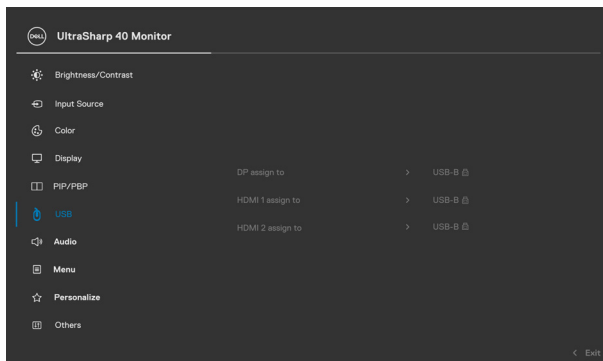 DELL UltraSharp 40 Monitor
Brightness/Contrast
Input Source
Color
Display
DP assign to > USB-B
PIP/PBP
HDMI 1 assign to > USB-B
USB
HDMI 2 assign to > USB-B
Audio
Menu
Personalize
Others
< Exit